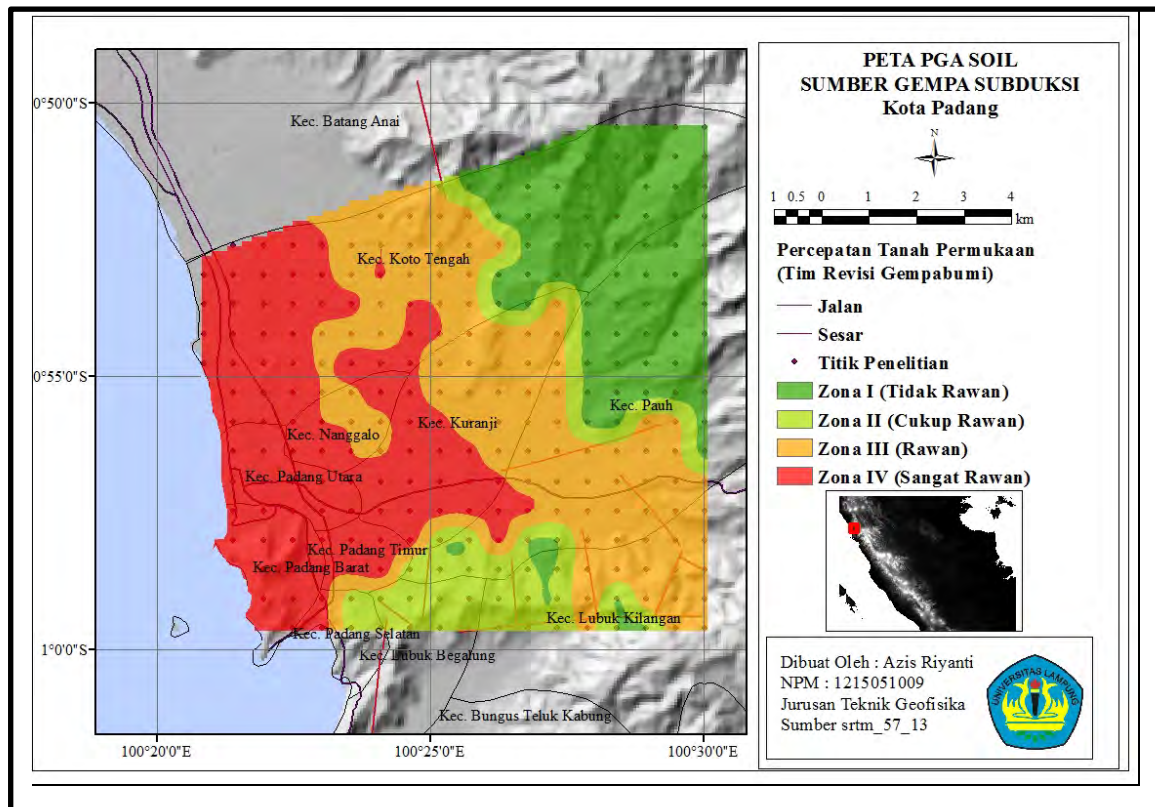 PETA PGA SOIL
SUMBER GEMPA SUBDUKSI
Kota Padang
N
1 0.5 0 1 2 3 4
km
Percepatan Tanah Permukaan
(Tim Revisi Gempabumi)
Jalan
Sesar
Titik Penelitian
Zona I (Tidak Rawan)
Zona II (Cukup Rawan)
Zona III (Rawan)
Zona IV (Sangat Rawan)
Dibuat Oleh : Azis Riyanti
NPM : 1215051009
Jurusan Teknik Geofisika
Sumber srtm_57_13
UNIVERSITAS LAMPUNG
0°50'0"S
0°55'0"S
1°0'0"S
100°20'0"E
100°25'0"E
100°30'0"E
Kec. Batang Anai
Kec. Koto Tengah
Kec. Pauh
Kec. Kuranji
Kec. Nanggalo
Kec. Padang Utara
Kec. Padang Timur
Kec. Padang Barat
Kec. Lubuk Kilangan
Kec. Padang Selatan
Kec. Lubuk Begalung
Kec. Bungus Teluk Kabung